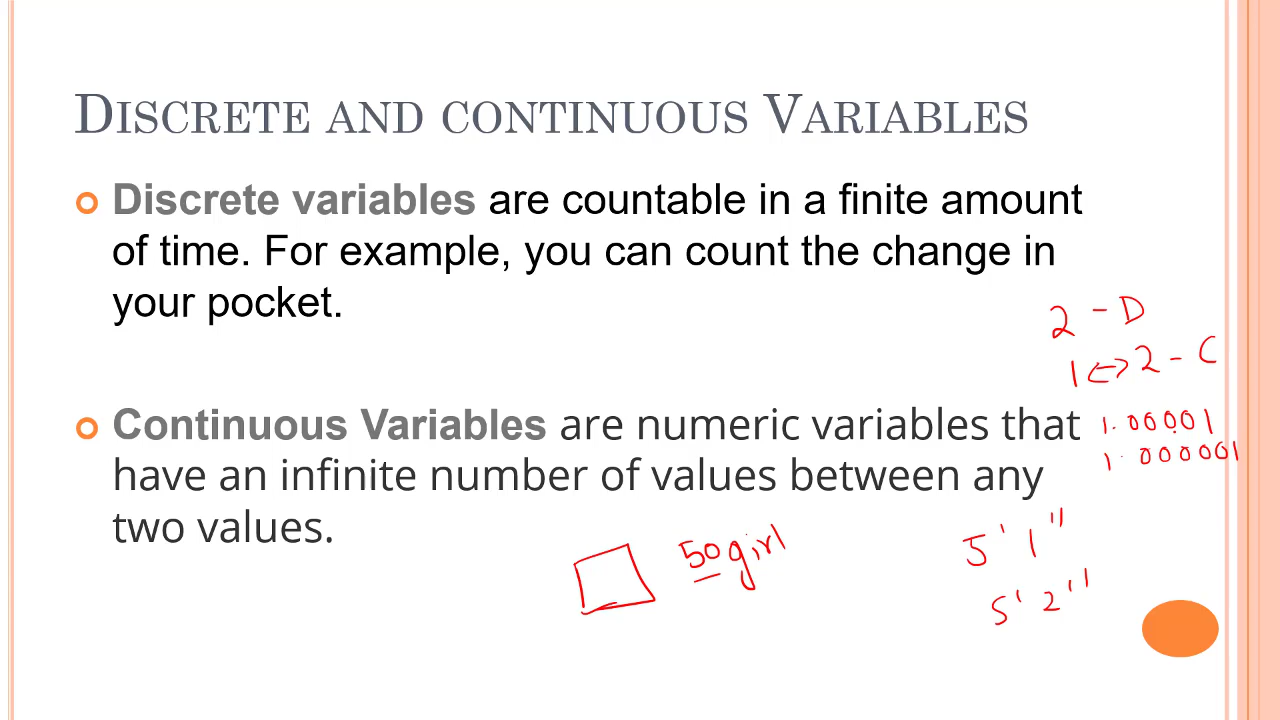 DISCRETE AND CONTINUOUS VARIABLES
Discrete variables are countable in a finite amount
of time. For example, you can count the change in
your pocket.
2 - D
1 <-> 2 - C
Continuous Variables are numeric variables that
have an infinite number of values between any
two values.
1.00001
1.000001
50 girl
5' 1"
5' 2"